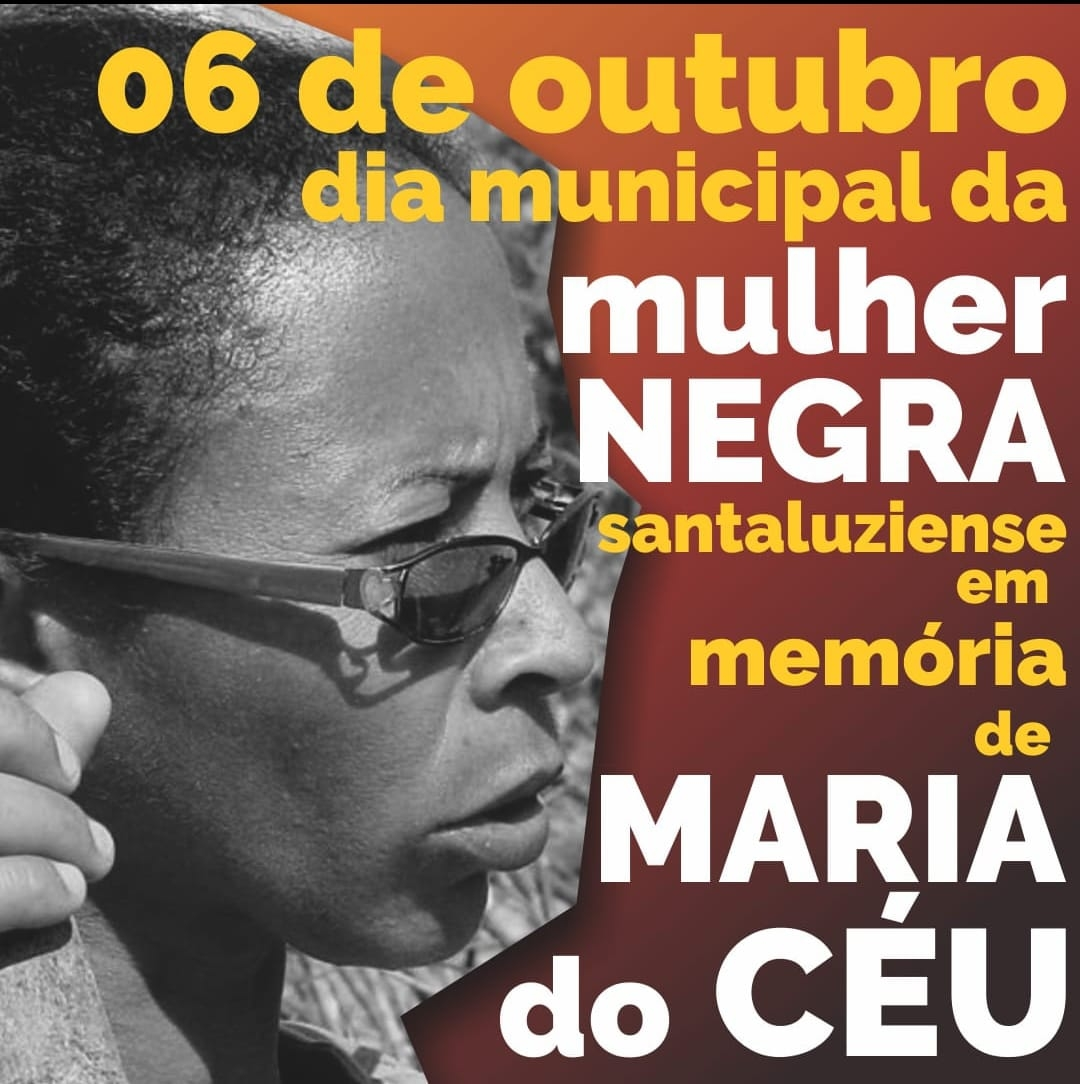 06 de outubro
dia municipal da
mulher
NEGRA
santaluziense
em
memória
de
MARIA
do CÉU